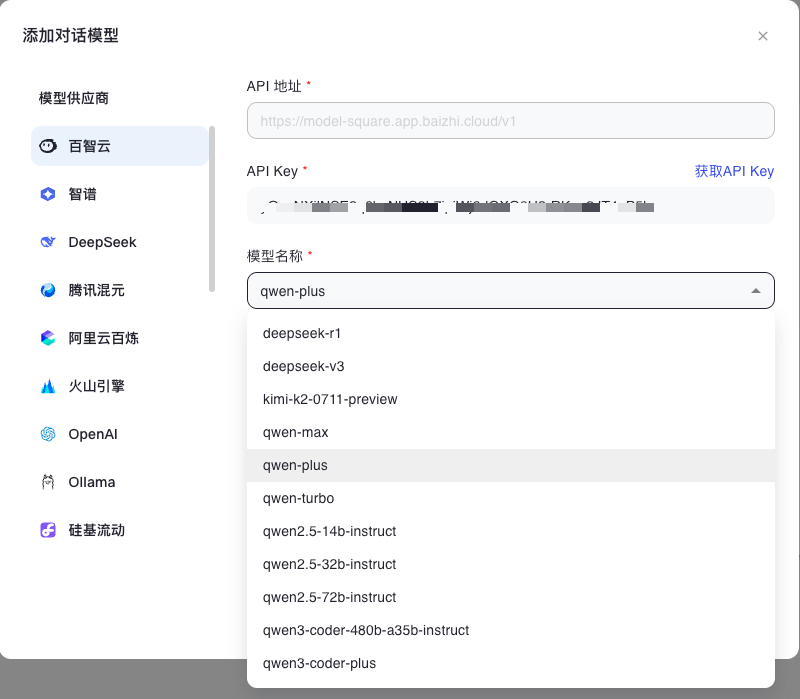 添加对话模型
模型供应商
百智云
智谱
DeepSeek
腾讯混元
阿里云百炼
火山引擎
OpenAI
Ollama
硅基流动
API 地址 *
https://model-square.app.baizhi.cloud/v1
API Key *
获取API Key
模型名称 *
qwen-plus
deepseek-r1
deepseek-v3
kimi-k2-0711-preview
qwen-max
qwen-plus
qwen-turbo
qwen2.5-14b-instruct
qwen2.5-32b-instruct
qwen2.5-72b-instruct
qwen3-coder-480b-a35b-instruct
qwen3-coder-plus